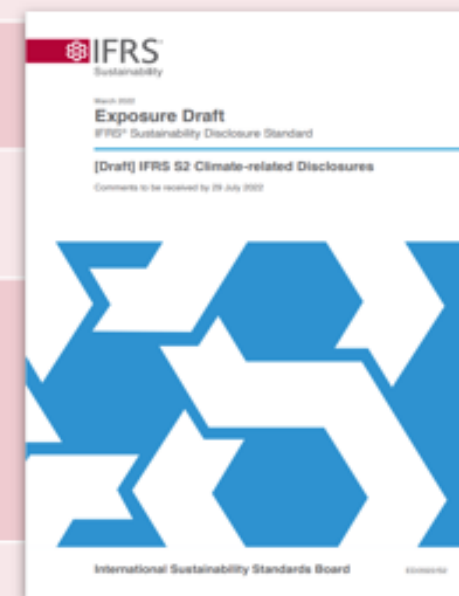 IFRS
Sustainability
March 2022
Exposure Draft
IFRS® Sustainability Disclosure Standard
[Draft] IFRS S2 Climate-related Disclosures
Comments to be received by 29 July 2022
International Sustainability Standards Board